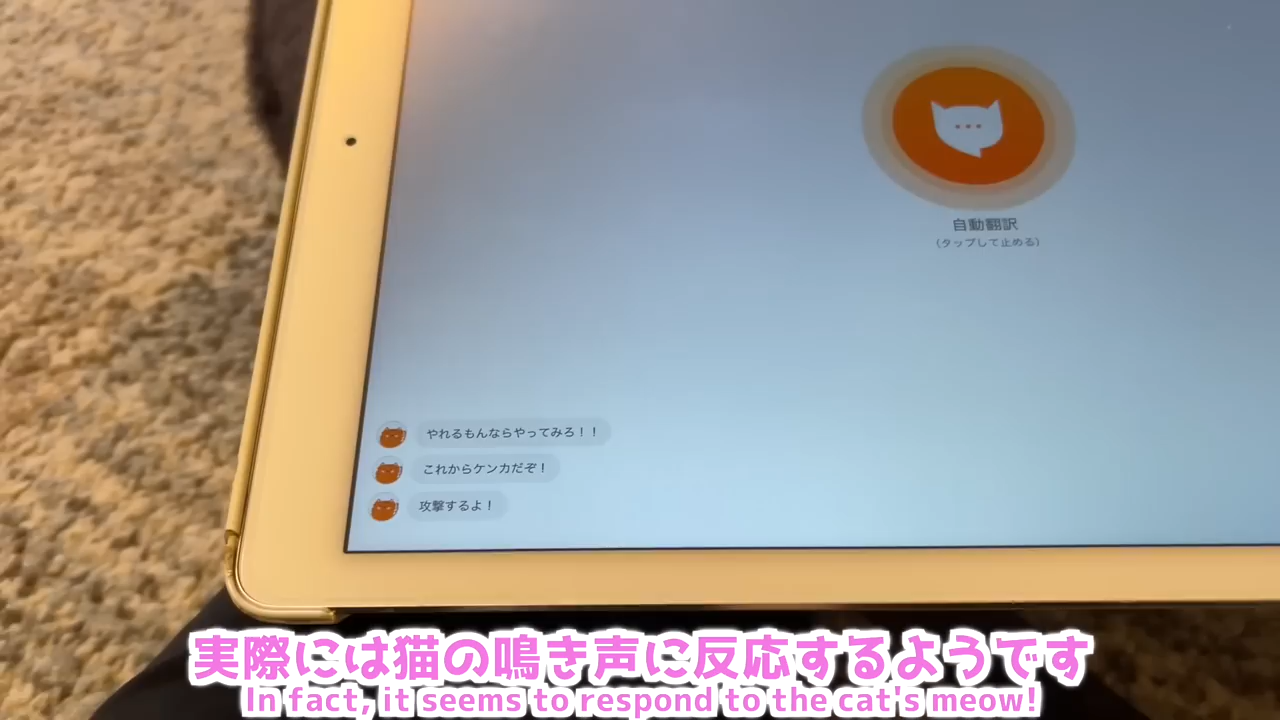 自動翻訳
(タップして止める)
やれるもんならやってみろ！！
これからケンカだぞ！
攻撃するよ！
実際には猫の鳴き声に反応するようです
In fact, it seems to respond to the cat's meow!